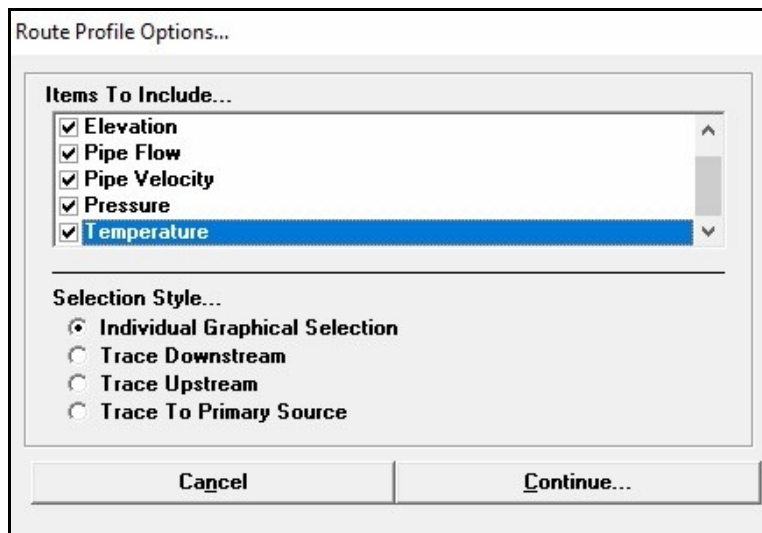 Route Profile Options...
Items To Include...
Elevation
Pipe Flow
Pipe Velocity
Pressure
Temperature
Selection Style...
Individual Graphical Selection
Trace Downstream
Trace Upstream
Trace To Primary Source
Cancel
Continue...